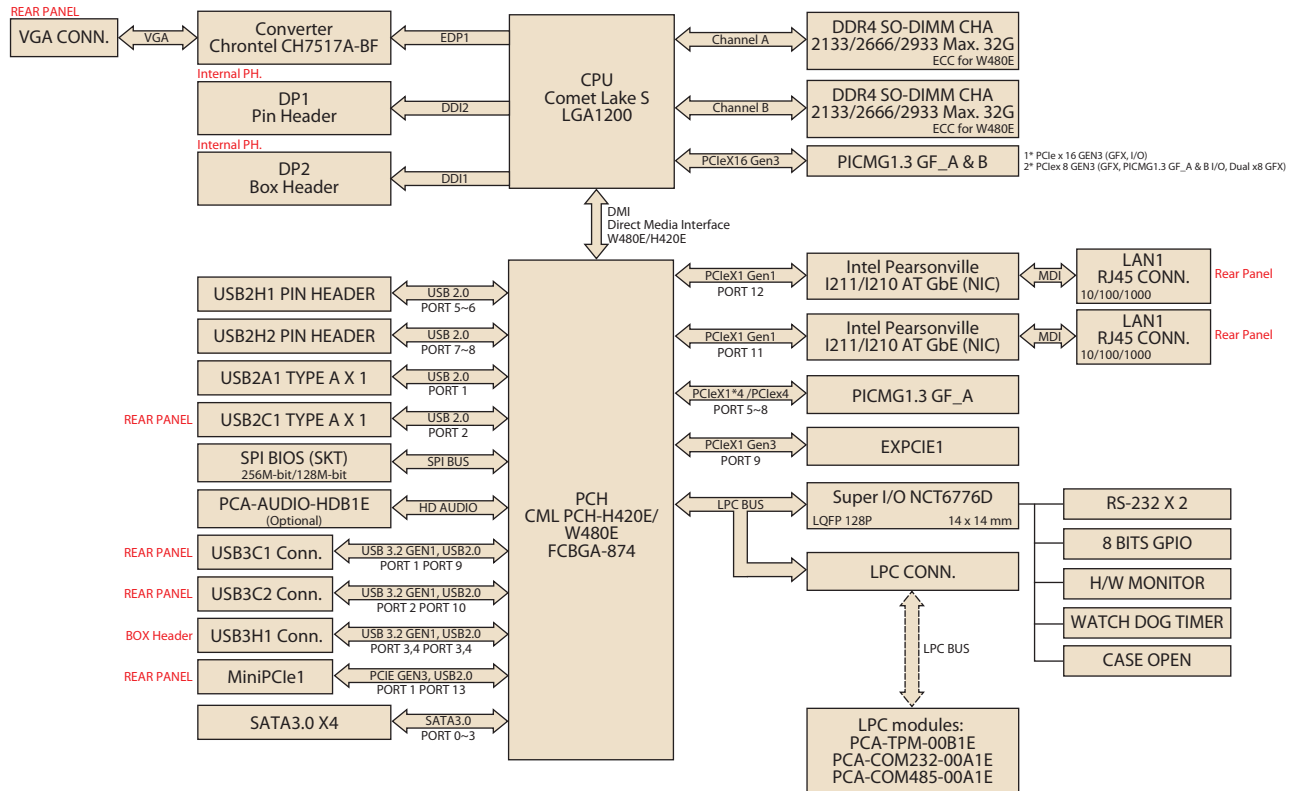 REAR PANEL
VGA CONN.
VGA
Converter
Chrontel CH7517A-BF
EDP1
Internal PH.
DP1
Pin Header
DDI2
Internal PH.
DP2
Box Header
DDI1
CPU
Comet Lake S
LGA1200
Channel A
DDR4 SO-DIMM CHA
2133/2666/2933 Max. 32G
ECC for W480E
Channel B
DDR4 SO-DIMM CHA
2133/2666/2933 Max. 32G
ECC for W480E
PCIeX16 Gen3
PICMG1.3 GF_A & B
1* PCIe x 16 GEN3 (GFX, I/O)
2* PCIex 8 GEN3 (GFX, PICMG1.3 GF_A & B I/O, Dual x8 GFX)
DMI
Direct Media Interface
W480E/H420E
USB2H1 PIN HEADER
USB 2.0
PORT 5~6
USB2H2 PIN HEADER
USB 2.0
PORT 7~8
USB2A1 TYPE A X 1
USB 2.0
PORT 1
REAR PANEL
USB2C1 TYPE A X 1
USB 2.0
PORT 2
SPI BIOS (SKT)
256M-bit/128M-bit
SPI BUS
PCA-AUDIO-HDB1E
(Optional)
HD AUDIO
REAR PANEL
USB3C1 Conn.
USB 3.2 GEN1, USB2.0
PORT 1 PORT 9
REAR PANEL
USB3C2 Conn.
USB 3.2 GEN1, USB2.0
PORT 2 PORT 10
BOX Header
USB3H1 Conn.
USB 3.2 GEN1, USB2.0
PORT 3,4 PORT 3,4
REAR PANEL
MiniPCIe1
PCIE GEN3, USB2.0
PORT 1 PORT 13
SATA3.0 X4
SATA3.0
PORT 0~3
PCH
CML PCH-H420E/
W480E
FCBGA-874
PCIeX1 Gen1
PORT 12
Intel Pearsonville
I211/I210 AT GbE (NIC)
MDI
LAN1
RJ45 CONN.
10/100/1000
Rear Panel
PCIeX1 Gen1
PORT 11
Intel Pearsonville
I211/I210 AT GbE (NIC)
MDI
LAN1
RJ45 CONN.
10/100/1000
Rear Panel
PCIeX1*4 /PCIex4
PORT 5~8
PICMG1.3 GF_A
PCIeX1 Gen3
PORT 9
EXPCIE1
LPC BUS
Super I/O NCT6776D
LQFP 128P 14 x 14 mm
LPC CONN.
LPC BUS
LPC modules:
PCA-TPM-00B1E
PCA-COM232-00A1E
PCA-COM485-00A1E
RS-232 X 2
8 BITS GPIO
H/W MONITOR
WATCH DOG TIMER
CASE OPEN